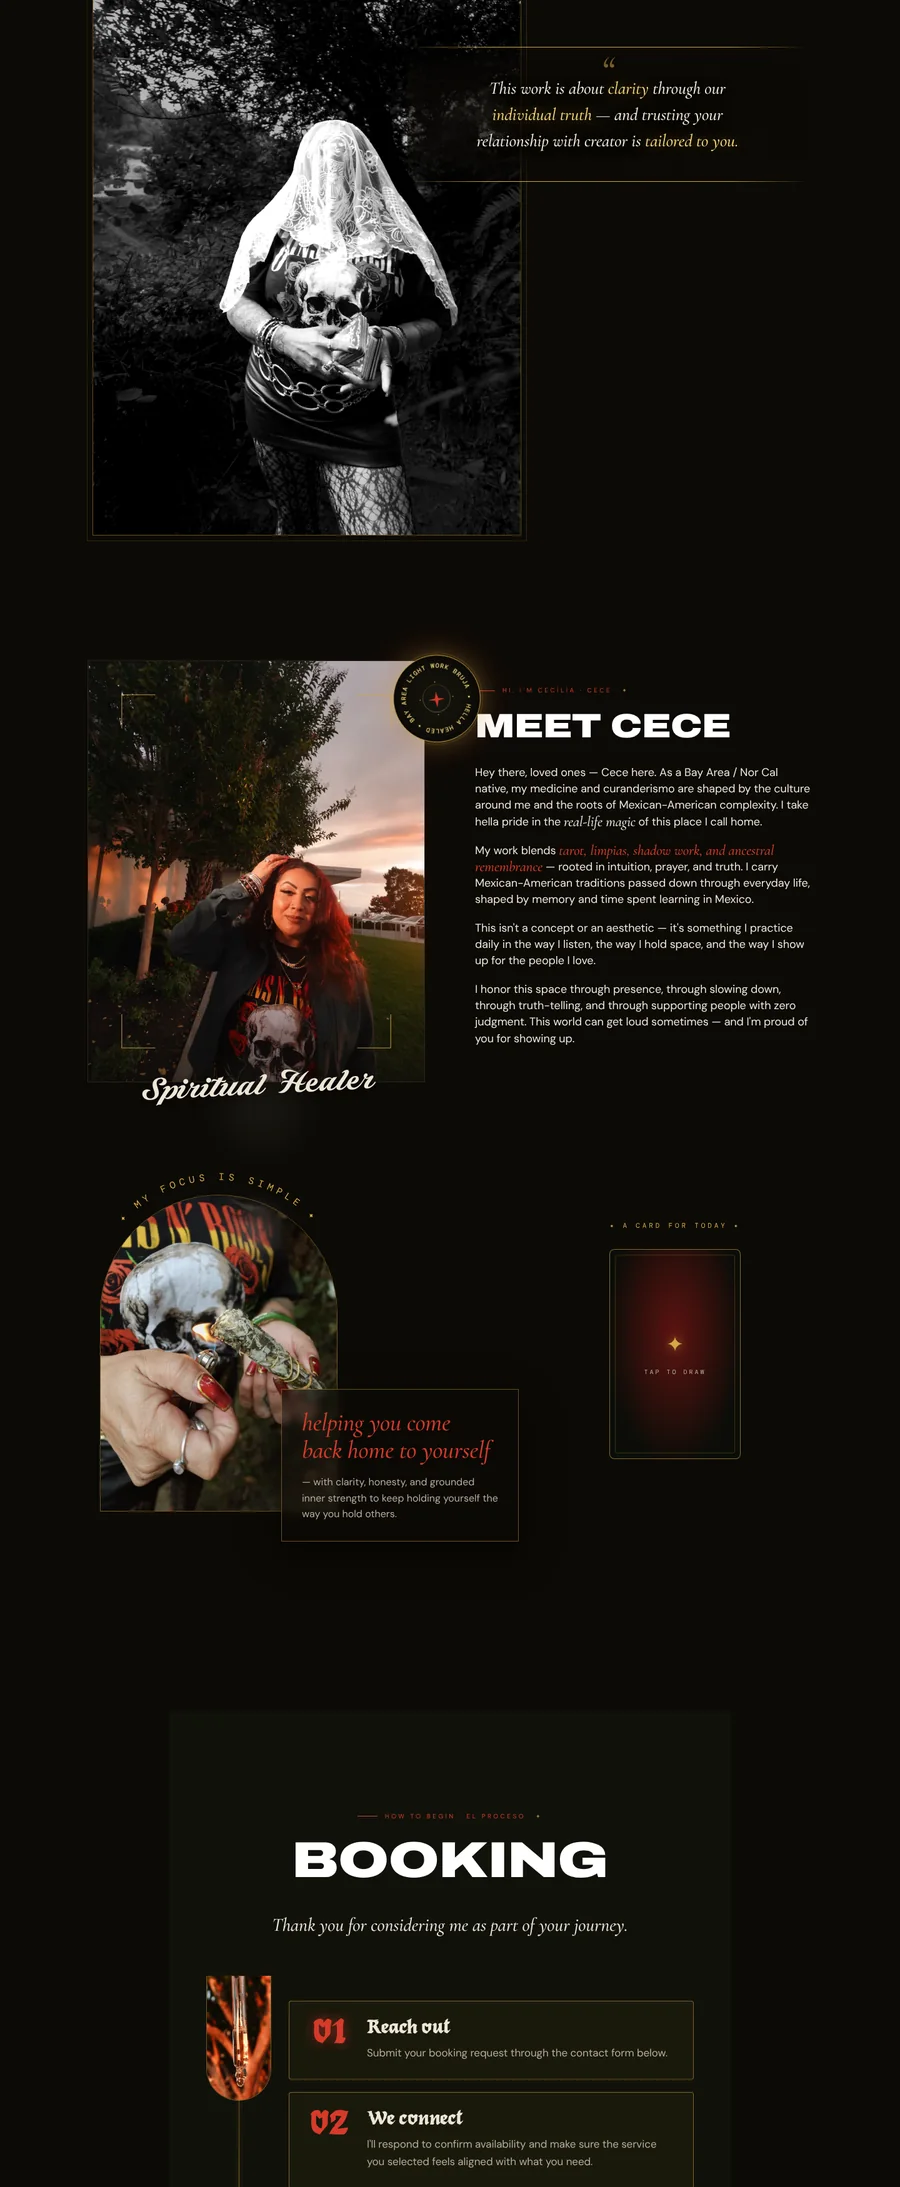 “
This work is about clarity through our
individual truth — and trusting your
relationship with creator is tailored to you.
BAY AREA LIGHT WORK BRUJA • HELLA HEALED •
HI, I'M CECÍLIA · CECE
MEET CECE
Hey there, loved ones — Cece here. As a Bay Area / Nor Cal
native, my medicine and curanderismo are shaped by the culture
around me and the roots of Mexican-American complexity. I take
hella pride in the real-life magic of this place I call home.
My work blends tarot, limpias, shadow work, and ancestral
remembrance — rooted in intuition, prayer, and truth. I carry
Mexican-American traditions passed down through everyday life,
shaped by memory and time spent learning in Mexico.
This isn't a concept or an aesthetic — it's something I practice
daily in the way I listen, the way I hold space, and the way I show
up for the people I love.
I honor this space through presence, through slowing down,
through truth-telling, and through supporting people with zero
judgment. This world can get loud sometimes — and I'm proud of
you for showing up.
Spiritual Healer
MY FOCUS IS SIMPLE
A CARD FOR TODAY
TAP TO DRAW
helping you come
back home to yourself
— with clarity, honesty, and grounded
inner strength to keep holding yourself the
way you hold others.
HOW TO BEGIN · EL PROCESO
BOOKING
Thank you for considering me as part of your journey.
01
Reach out
Submit your booking request through the contact form below.
02
We connect
I'll respond to confirm availability and make sure the service
you selected feels aligned with what you need.